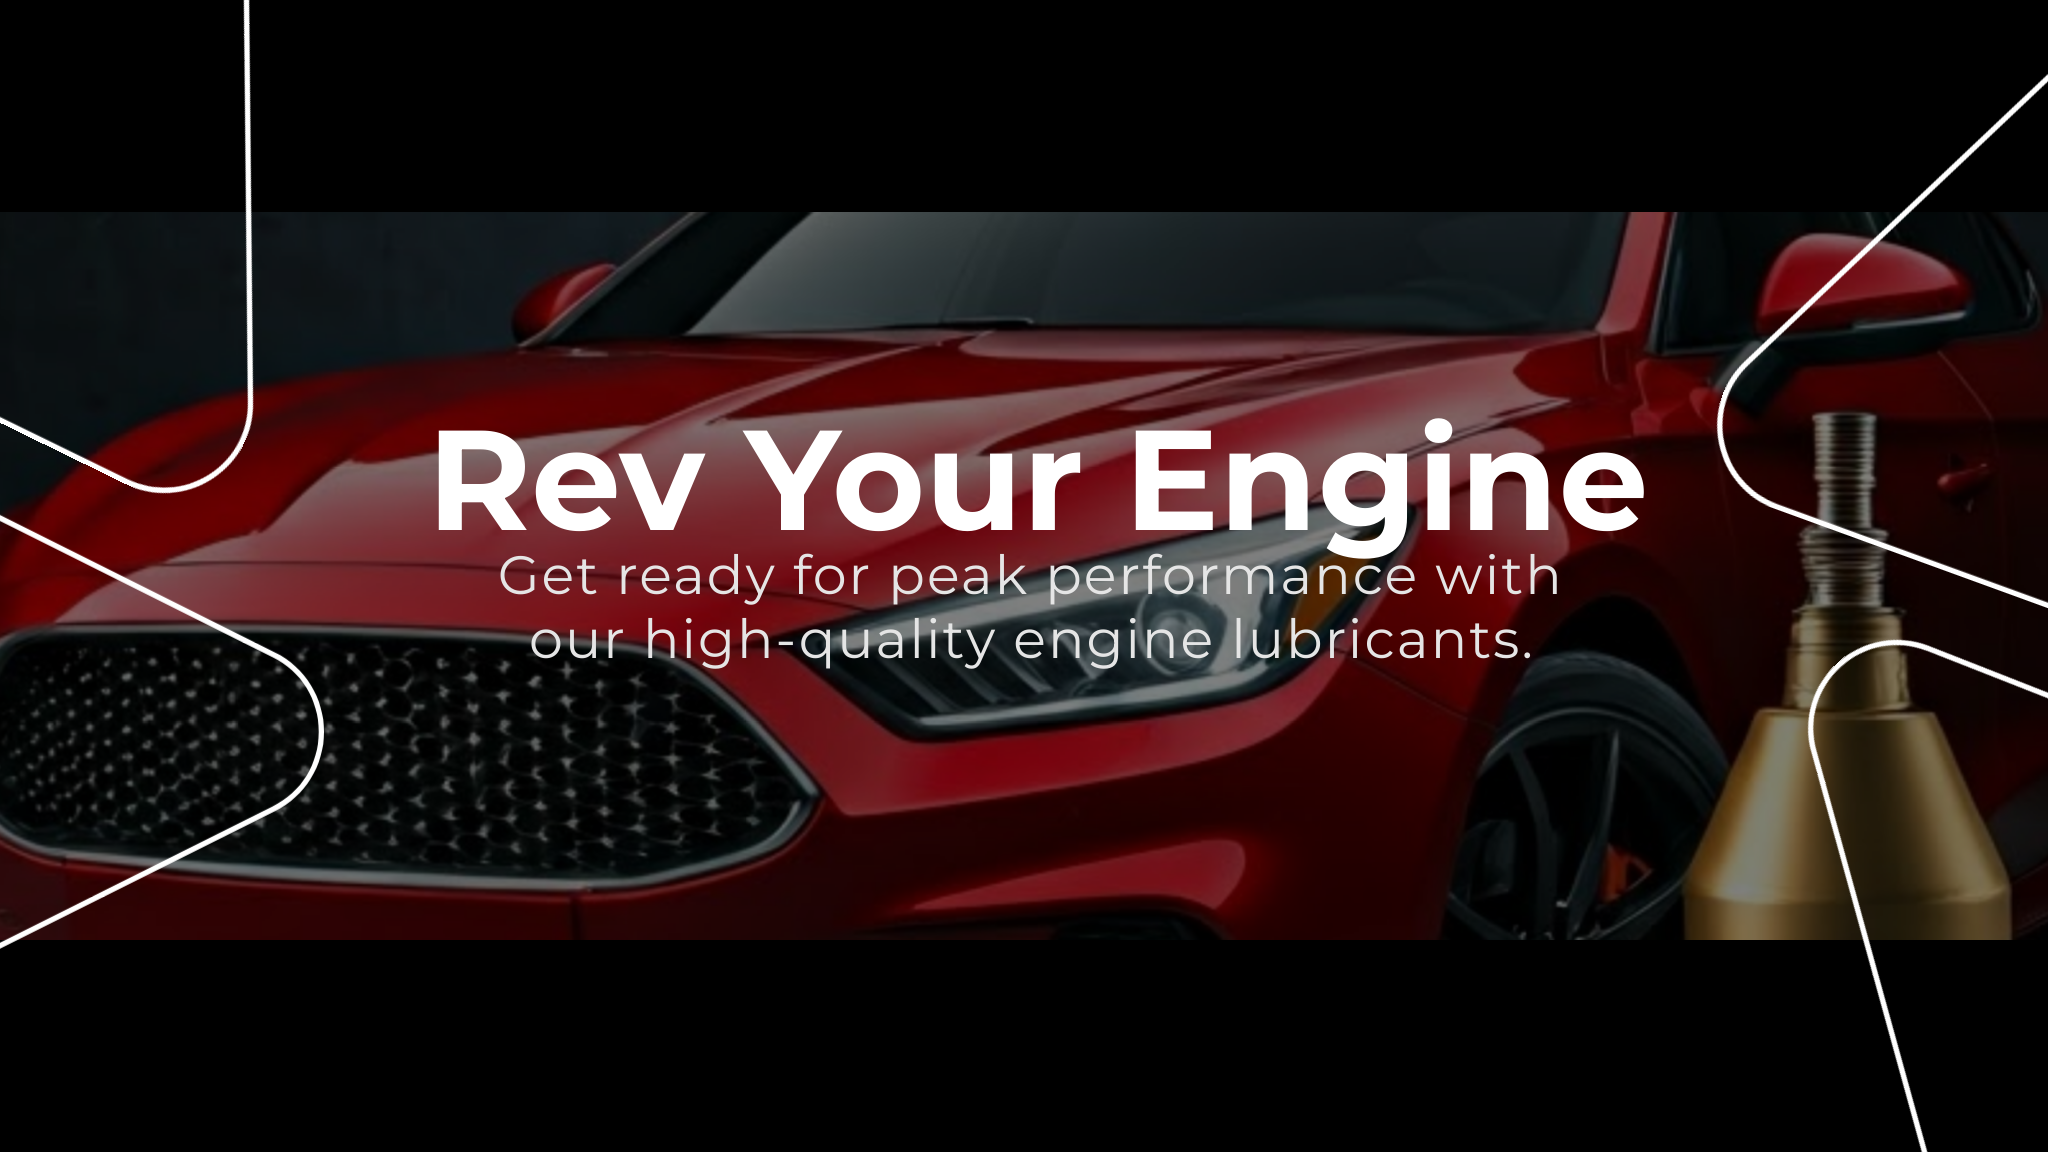 Rev Your Engine
Get ready for peak performance with
our high-quality engine lubricants.